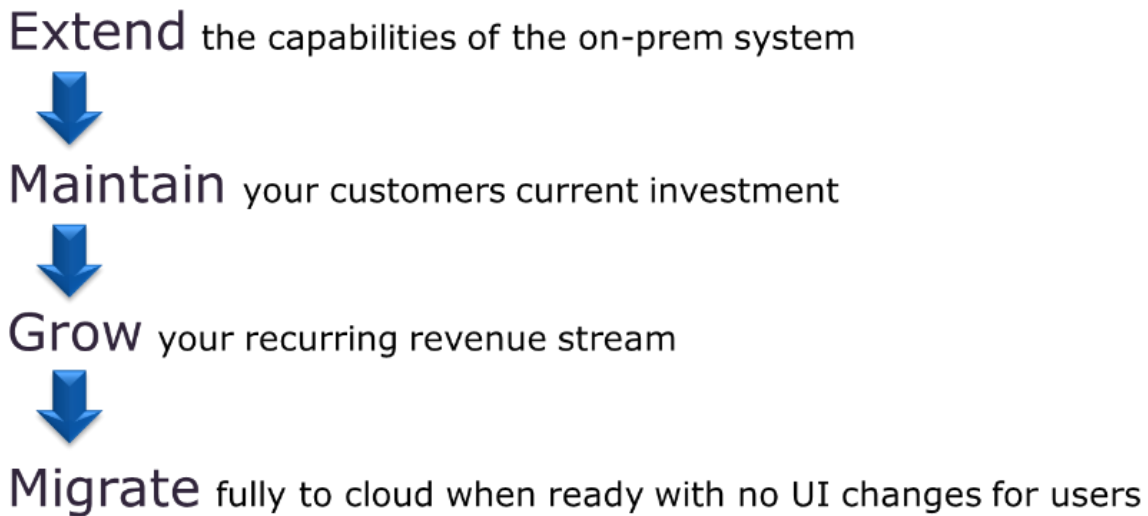 Extend the capabilities of the on-prem system
Maintain your customers current investment
Grow your recurring revenue stream
Migrate fully to cloud when ready with no UI changes for users